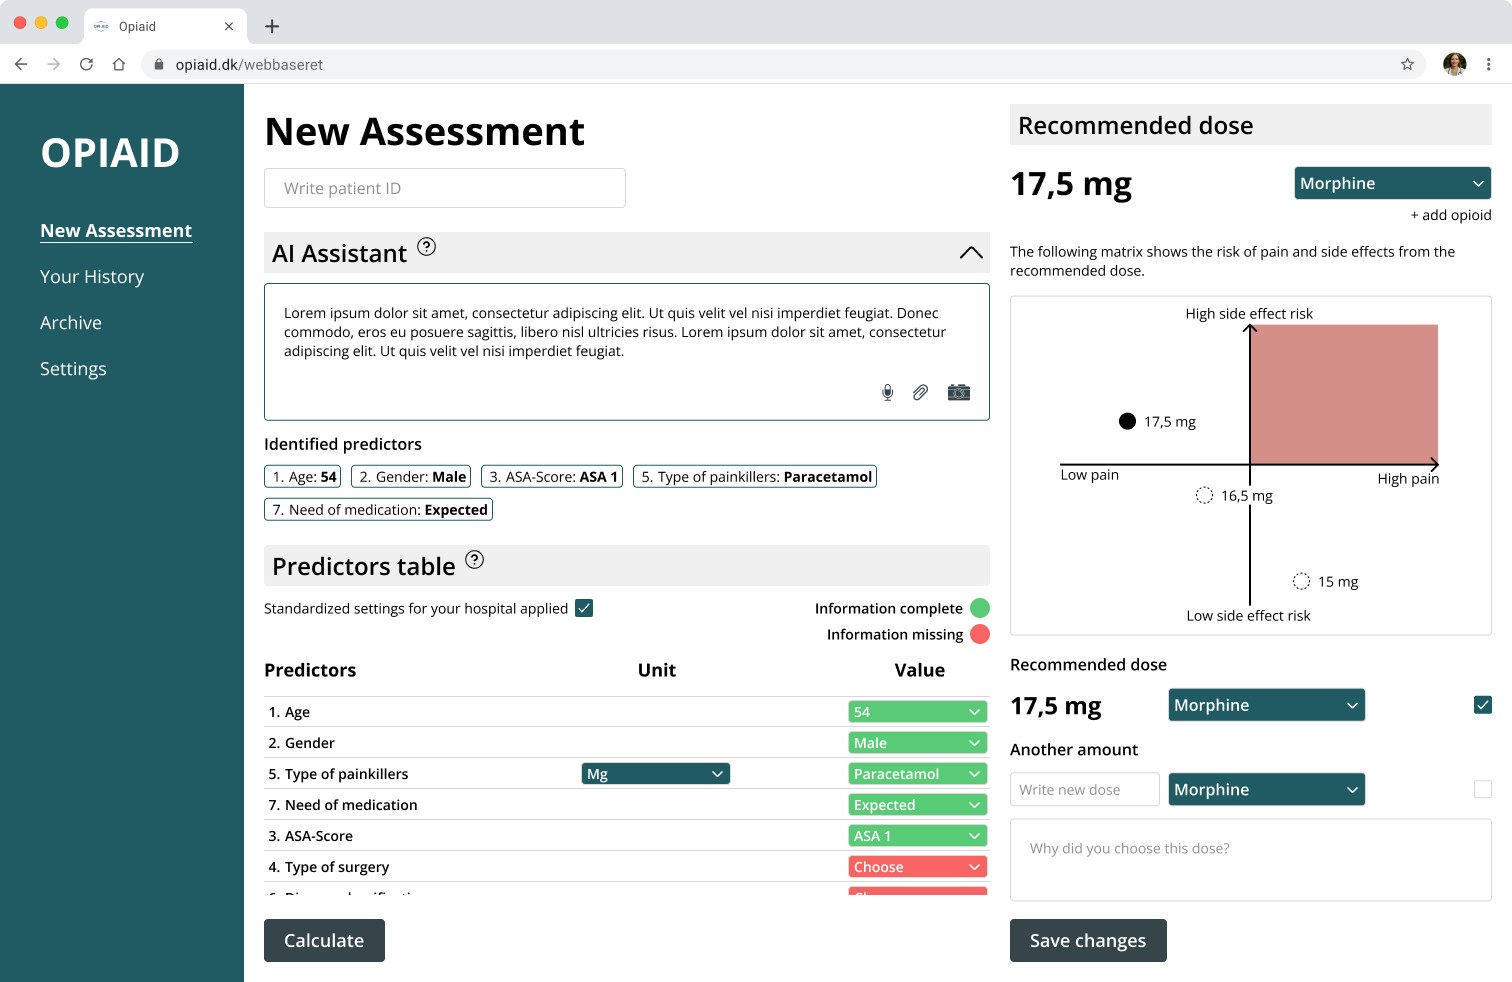 Opiaid
opiaid.dk/webbaseret
OPIAID
New Assessment
Your History
Archive
Settings
New Assessment
Write patient ID
AI Assistant ?
Lorem ipsum dolor sit amet, consectetur adipiscing elit. Ut quis velit vel nisi imperdiet feugiat. Donec
commodo, eros eu posuere sagittis, libero nisl ultricies risus. Lorem ipsum dolor sit amet, consectetur
adipiscing elit. Ut quis velit vel nisi imperdiet feugiat.
Identified predictors
1. Age: 54 2. Gender: Male 3. ASA-Score: ASA 1 5. Type of painkillers: Paracetamol
7. Need of medication: Expected
Predictors table ?
Standardized settings for your hospital applied
Information complete
Information missing
Predictors Unit Value
1. Age 54
2. Gender Male
5. Type of painkillers Mg Paracetamol
7. Need of medication Expected
3. ASA-Score ASA 1
4. Type of surgery Choose
Calculate
Recommended dose
17,5 mg Morphine
+ add opioid
The following matrix shows the risk of pain and side effects from the
recommended dose.
High side effect risk
17,5 mg
Low pain
High pain
16,5 mg
15 mg
Low side effect risk
Recommended dose
17,5 mg Morphine
Another amount
Write new dose Morphine
Why did you choose this dose?
Save changes